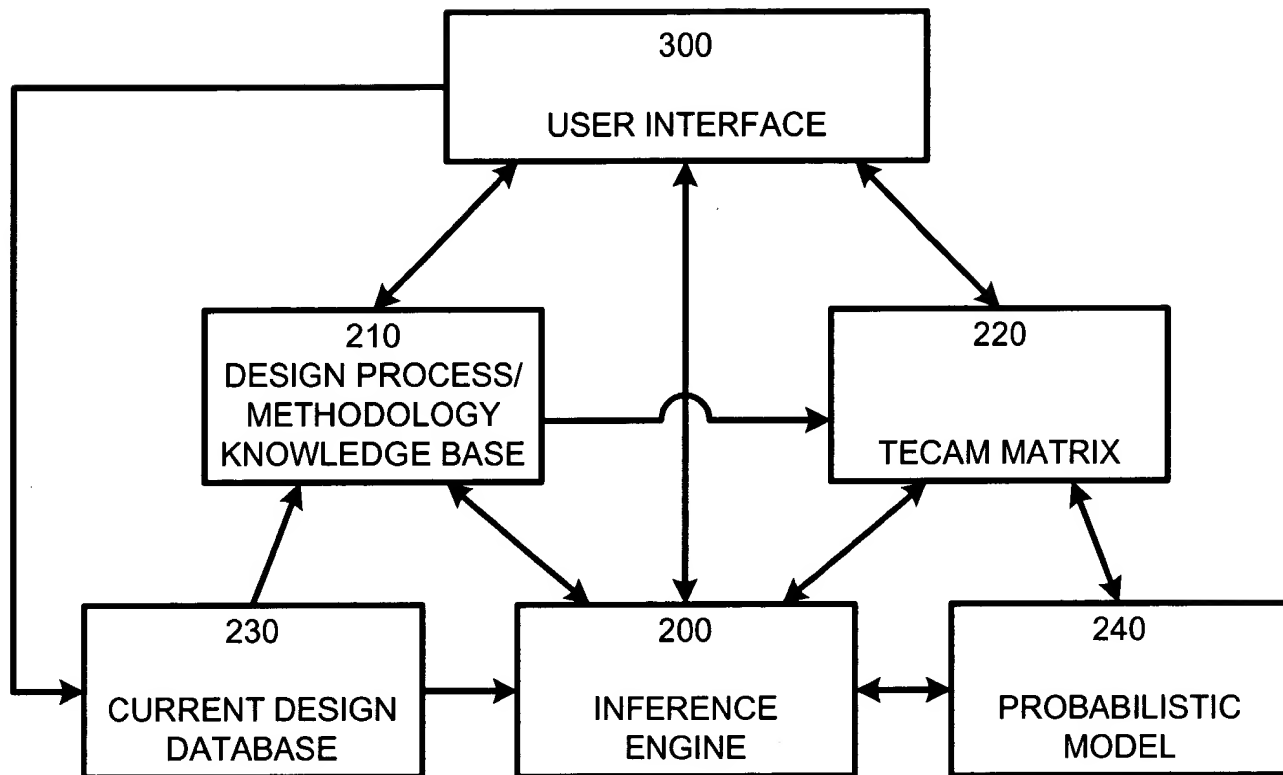 300
USER INTERFACE
210
DESIGN PROCESS/
METHODOLOGY
KNOWLEDGE BASE
220
TECAM MATRIX
230
CURRENT DESIGN
DATABASE
200
INFERENCE
ENGINE
240
PROBABILISTIC
MODEL